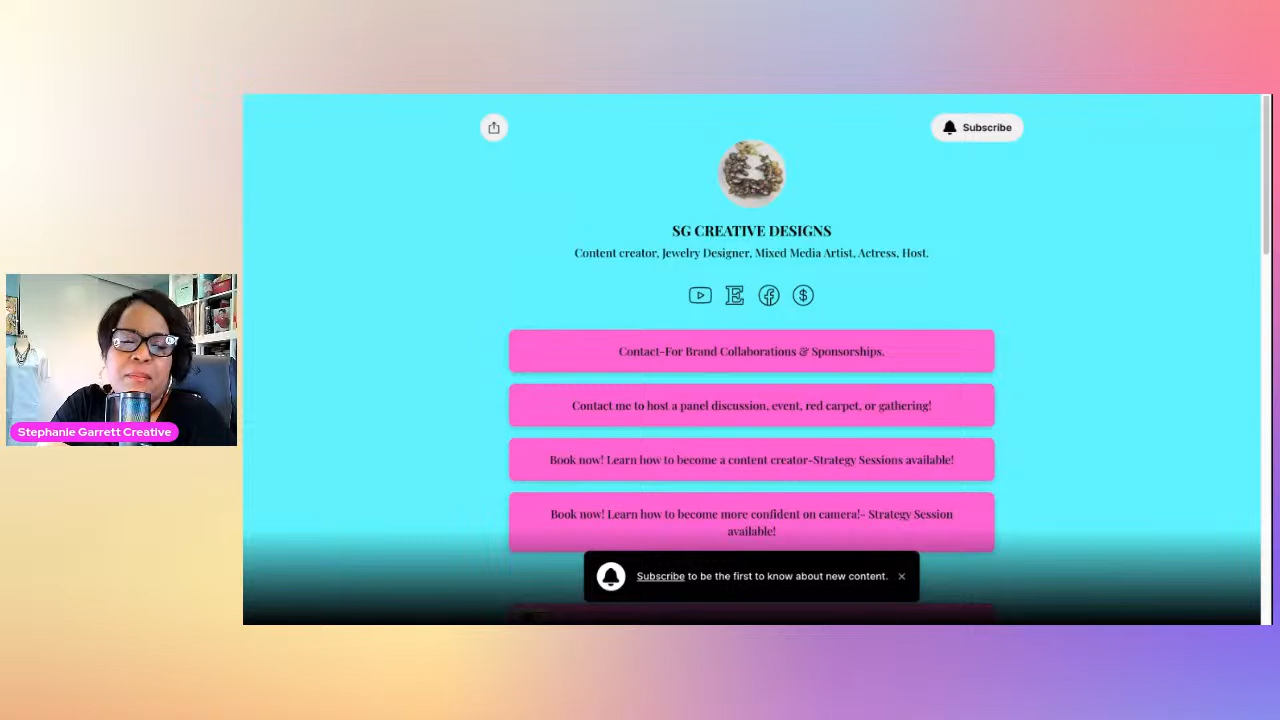 Subscribe
SG CREATIVE DESIGNS
Content creator, Jewelry Designer, Mixed Media Artist, Actress, Host.
Contact-For Brand Collaborations & Sponsorships.
Contact me to host a panel discussion, event, red carpet, or gathering!
Book now! Learn how to become a content creator-Strategy Sessions available!
Book now! Learn how to become more confident on camera!- Strategy Session
available!
Subscribe to be the first to know about new content.
Stephanie Garrett Creative